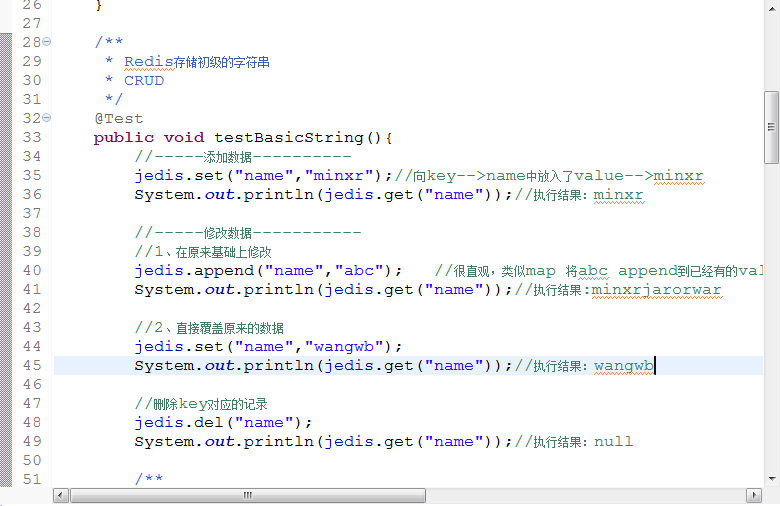 26 }
27
28 /**
29 * Redis存储初级的字符串
30 * CRUD
31 */
32 @Test
33 public void testBasicString(){
34 //-----添加数据----------
35 jedis.set("name","minxr");//向key-->name中放入了value-->minxr
36 System.out.println(jedis.get("name"));//执行结果：minxr
37
38 //-----修改数据-----------
39 //1、在原来基础上修改
40 jedis.append("name","abc"); //很直观，类似map 将abc append到已经有的val
41 System.out.println(jedis.get("name"));//执行结果:minxrjarorwar
42
43 //2、直接覆盖原来的数据
44 jedis.set("name","wangwb");
45 System.out.println(jedis.get("name"));//执行结果：wangwb
46
47 //删除key对应的记录
48 jedis.del("name");
49 System.out.println(jedis.get("name"));//执行结果：null
50
51 /**